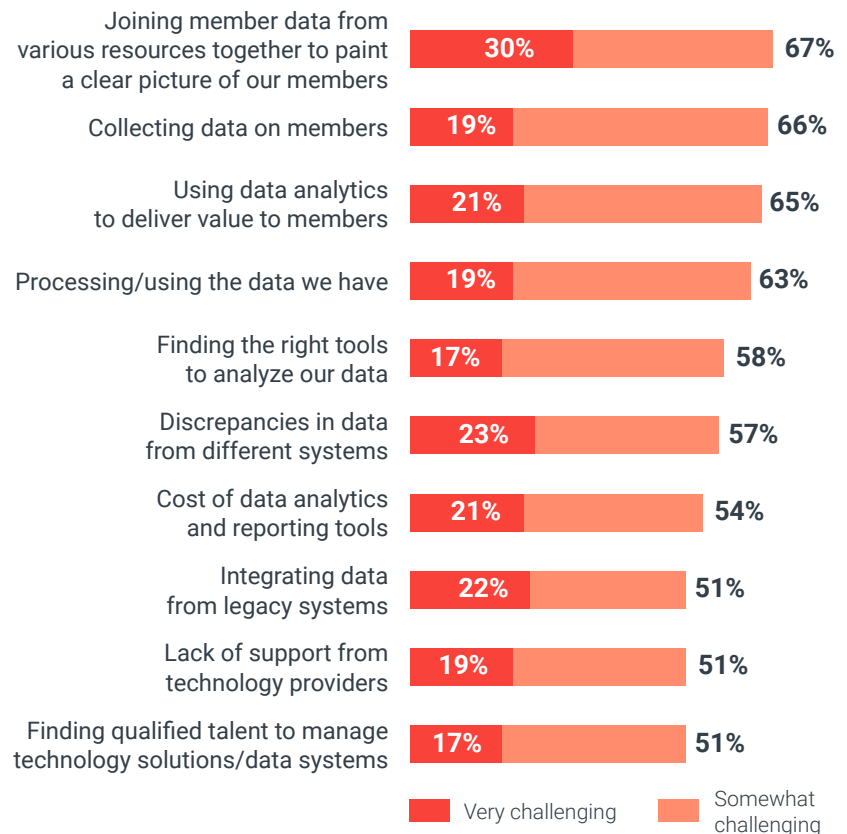 Joining member data from
various resources together to paint
a clear picture of our members
30%
67%
Collecting data on members
19%
66%
Using data analytics
to deliver value to members
21%
65%
Processing/using the data we have
19%
63%
Finding the right tools
to analyze our data
17%
58%
Discrepancies in data
from different systems
23%
57%
Cost of data analytics
and reporting tools
21%
54%
Integrating data
from legacy systems
22%
51%
Lack of support from
technology providers
19%
51%
Finding qualified talent to manage
technology solutions/data systems
17%
51%
Very challenging
Somewhat
challenging